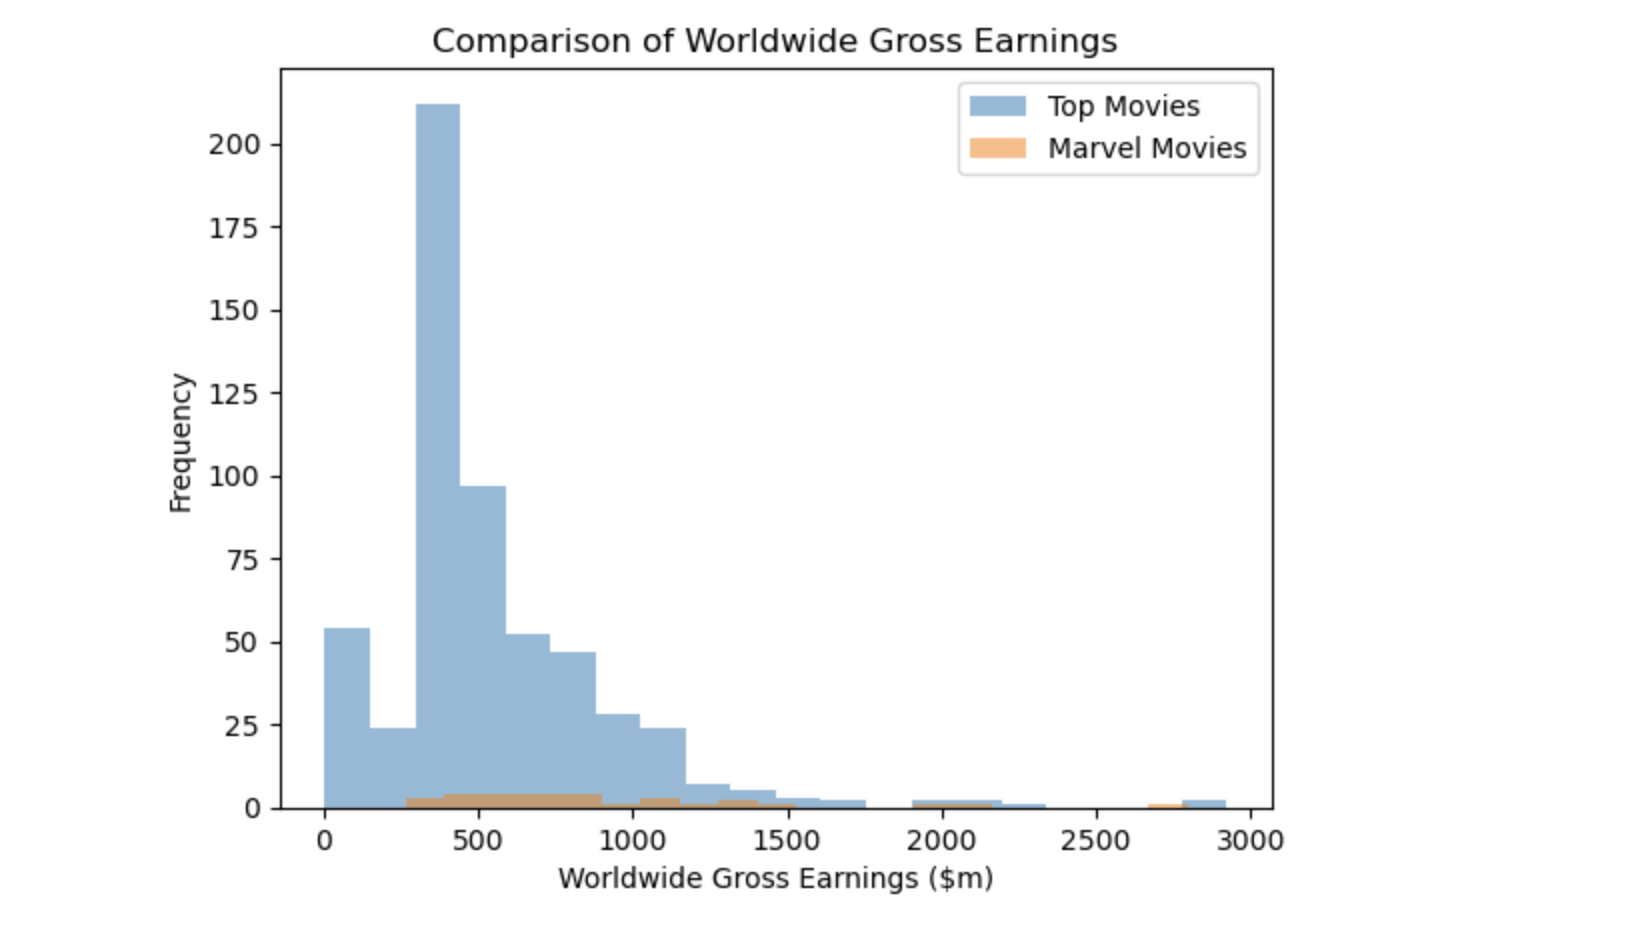 Comparison of Worldwide Gross Earnings
Top Movies
Marvel Movies
200
175
150
125
100
75
50
25
0
Frequency
0 500 1000 1500 2000 2500 3000
Worldwide Gross Earnings ($m)